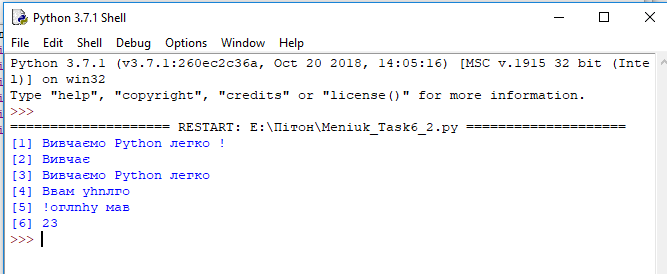 Python 3.7.1 Shell
File Edit Shell Debug Options Window Help
Python 3.7.1 (v3.7.1:260ec2c36a, Oct 20 2018, 14:05:16) [MSC v.1915 32 bit (Inte
l)] on win32
Type "help", "copyright", "credits" or "license()" for more information.
>>>
==================== RESTART: E:\Пітон\Meniuk_Task6_2.py ====================
[1] Вивчаємо Python легко !
[2] Вивчає
[3] Вивчаємо Python легко
[4] Ввам yhnлго
[5] !оглnhy мав
[6] 23
>>>